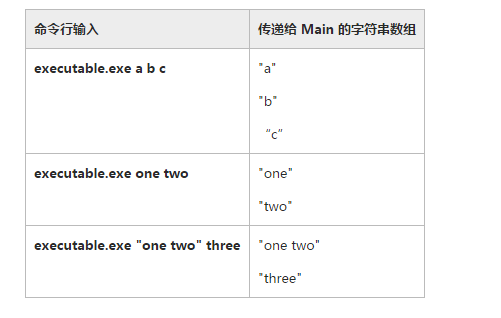 命令行输入 传递给 Main 的字符串数组
executable.exe a b c "a"
"b"
“c”
executable.exe one two "one"
"two"
executable.exe "one two" three "one two"
"three"